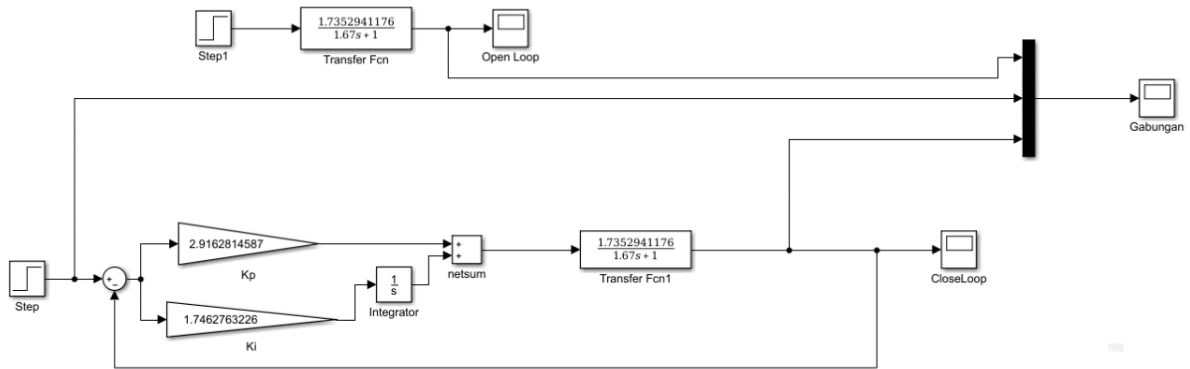 1.7352941176
1.67s + 1
Step1
Transfer Fcn
Open Loop
Gabungan
2.9162814587
Kp
+
+
netsum
1.7352941176
1.67s + 1
Transfer Fcn1
CloseLoop
Step
+
−
1
s
Integrator
1.7462763226
Ki